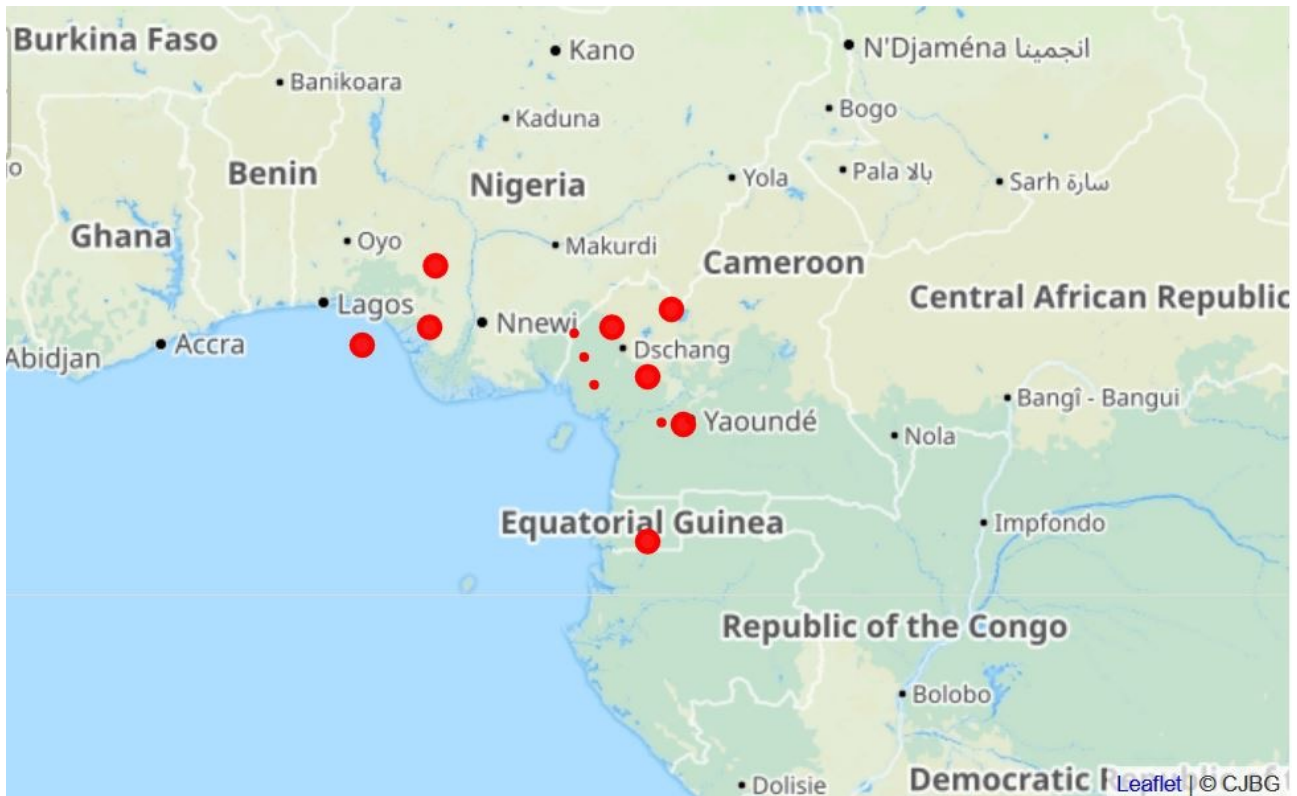 Burkina Faso
Kano
N'Djaména انجمينا
Banikoara
Bogo
Kaduna
Benin
Nigeria
Yola
Pala بالا
Sarh سارة
o
Ghana
Oyo
Makurdi
Cameroon
Lagos
Central African Republic
Nnewi
Accra
Dschang
Abidjan
Bangî - Bangui
Yaoundé
Nola
Equatorial Guinea
Impfondo
Republic of the Congo
Bolobo
Dolisie
Democratic R
Leaflet | © CJBG